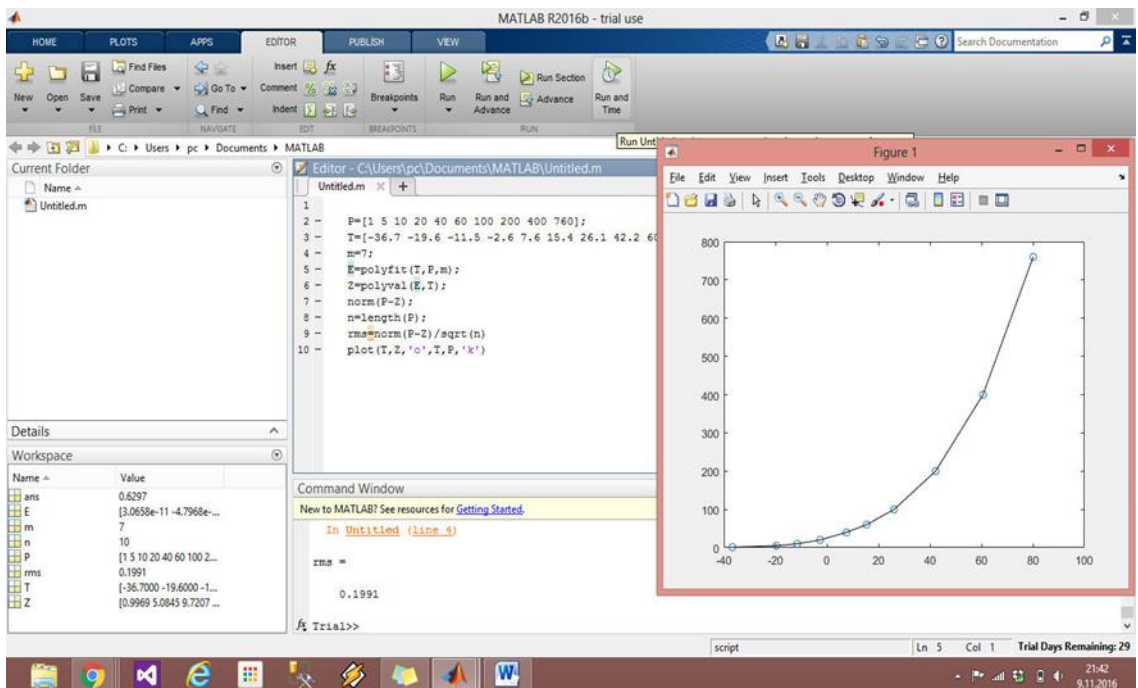 MATLAB R2016b - trial use
HOME PLOTS APPS EDITOR PUBLISH VIEW
Search Documentation
New
Open
Save
Find Files
Compare
Print
Go To
Find
Insert
Comment
Indent
Breakpoints
Run
Run and Advance
Run Section
Advance
Run and Time
FILE NAVIGATE EDIT BREAKPOINTS RUN
C: Users pc Documents MATLAB
Current Folder
Name
Untitled.m
Details
Workspace
Name Value
ans 0.6297
E [3.0658e-11 -4.7968e-...
m 7
n 10
P [1 5 10 20 40 60 100 2...
rms 0.1991
T [-36.7000 -19.6000 -1...
Z [0.9969 5.0845 9.7207 ...
Editor - C:\Users\pc\Documents\MATLAB\Untitled.m
Untitled.m
1
2 - P=[1 5 10 20 40 60 100 200 400 760];
3 - T=[-36.7 -19.6 -11.5 -2.6 7.6 15.4 26.1 42.2 60
4 - m=7;
5 - E=polyfit(T,P,m);
6 - Z=polyval(E,T);
7 - norm(P-Z);
8 - n=length(P);
9 - rms=norm(P-Z)/sqrt(n)
10 - plot(T,Z,'o',T,P,'k')
Command Window
New to MATLAB? See resources for Getting Started.
In Untitled (line 4)
rms =
0.1991
fx Trial>>
Figure 1
File Edit View Insert Tools Desktop Window Help
800
700
600
500
400
300
200
100
0
-40 -20 0 20 40 60 80 100
script Ln 5 Col 1 Trial Days Remaining: 29
21:42
9.11.2016